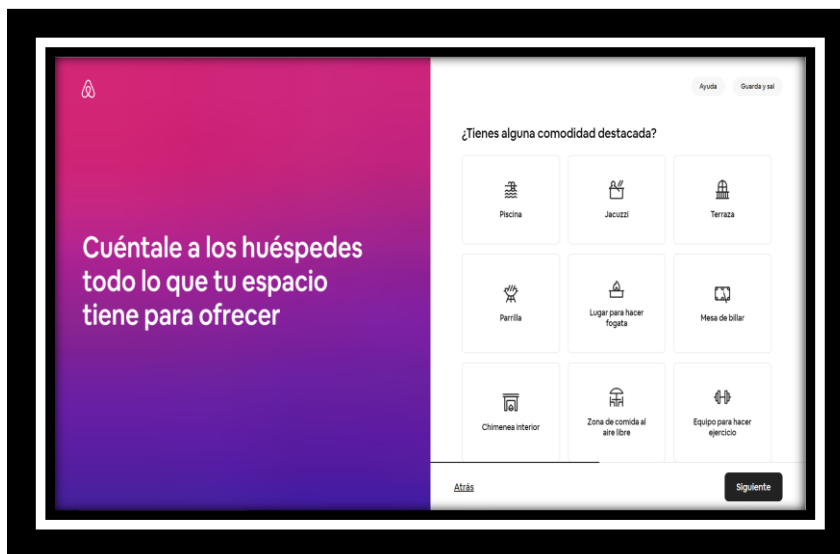 Ayuda
Guarda y sal
Cuéntale a los huéspedes
todo lo que tu espacio
tiene para ofrecer
¿Tienes alguna comodidad destacada?
Piscina
Jacuzzi
Terraza
Parrilla
Lugar para hacer
fogata
Mesa de billar
Chimenea interior
Zona de comida al
aire libre
Equipo para hacer
ejercicio
Atrás
Siguiente